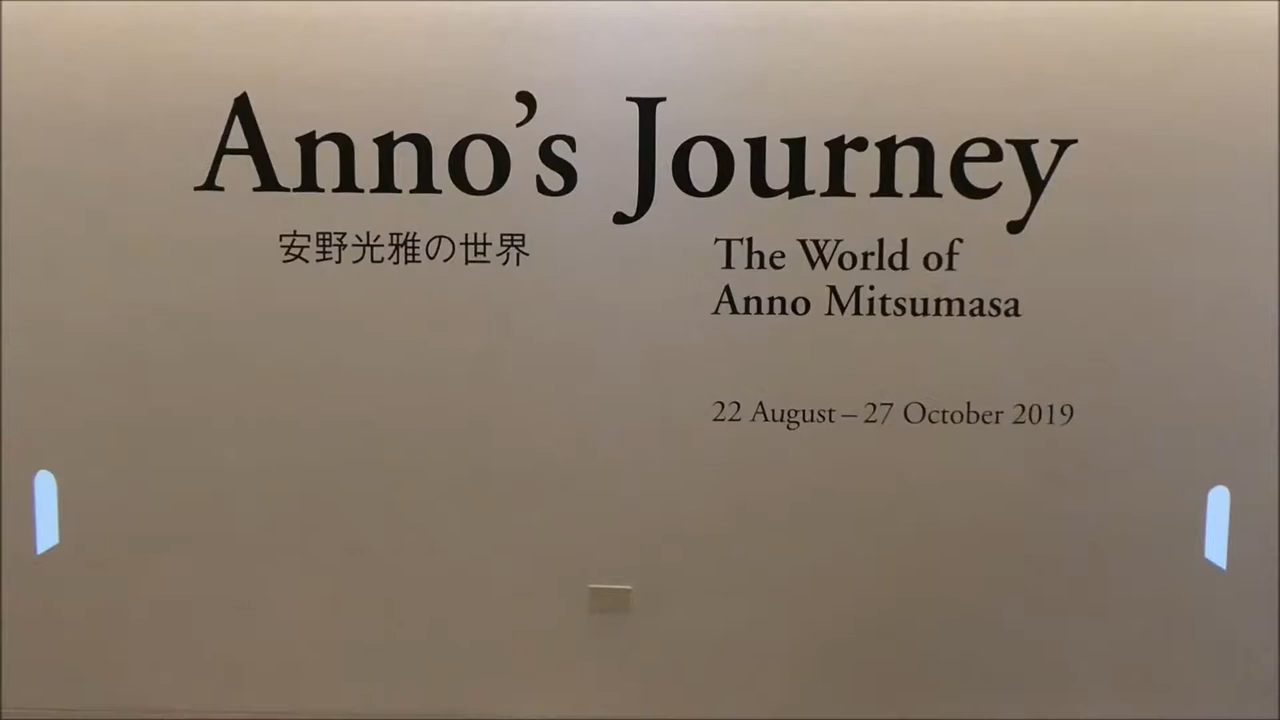 Anno’s Journey
安野光雅の世界
The World of
Anno Mitsumasa
22 August – 27 October 2019